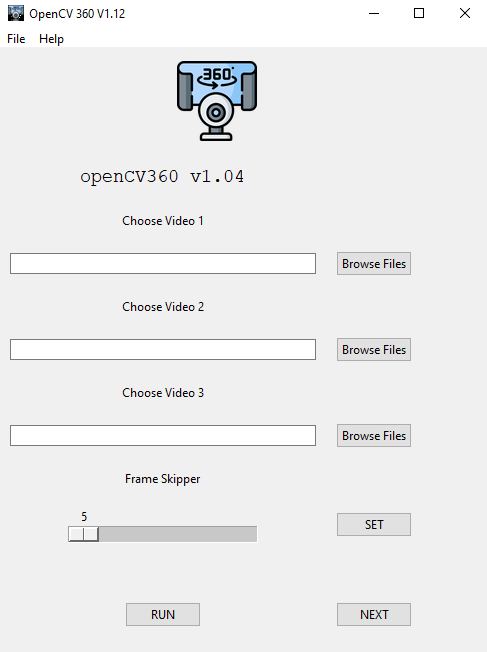 OpenCV 360 V1.12
File Help
360°
openCV360 v1.04
Choose Video 1
Browse Files
Choose Video 2
Browse Files
Choose Video 3
Browse Files
Frame Skipper
5
SET
RUN NEXT